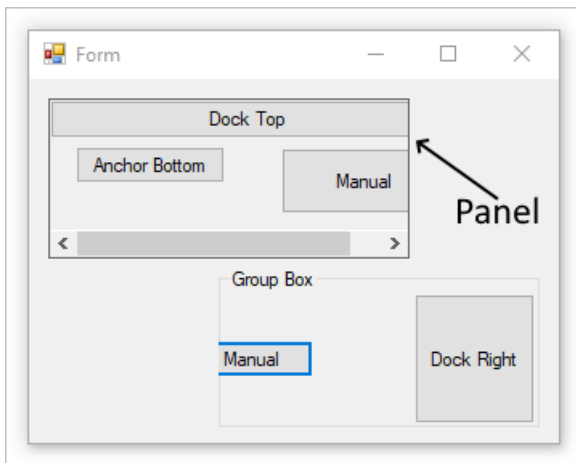 Form
Dock Top
Anchor Bottom
Manual
Panel
Group Box
Manual
Dock Right